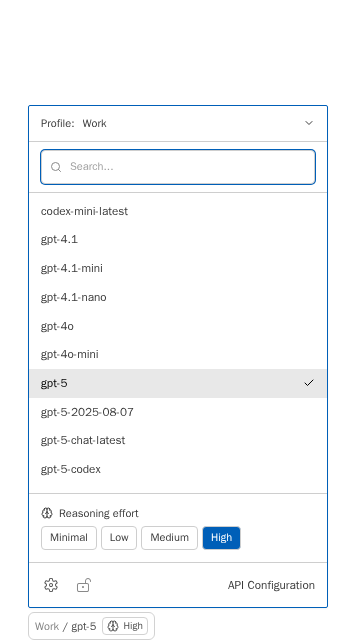 Profile: Work
Search...
codex-mini-latest
gpt-4.1
gpt-4.1-mini
gpt-4.1-nano
gpt-4o
gpt-4o-mini
gpt-5
gpt-5-2025-08-07
gpt-5-chat-latest
gpt-5-codex
Reasoning effort
Minimal Low Medium High
API Configuration
Work / gpt-5 High